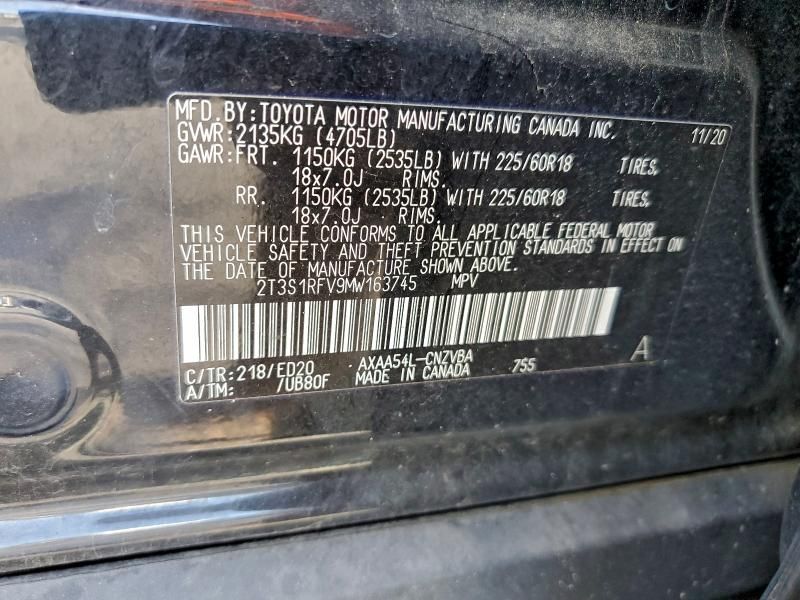 MFD.BY:TOYOTA MOTOR MANUFACTURING CANADA INC. 11/20
GVWR:2135KG (4705LB)
GAWR:FRT. 1150KG (2535LB) WITH 225/60R18 TIRES,
18x7.0J RIMS.
RR. 1150KG (2535LB) WITH 225/60R18 TIRES,
18x7.0J RIMS.
THIS VEHICLE CONFORMS TO ALL APPLICABLE FEDERAL MOTOR
VEHICLE SAFETY AND THEFT PREVENTION STANDARDS IN EFFECT ON
THE DATE OF MANUFACTURE SHOWN ABOVE.
2T3S1RFV9MW163745 MPV
C/TR:218/ED20 AXAA54L-CNZVBA 7S5 A
A/TM: /UB80F MADE IN CANADA